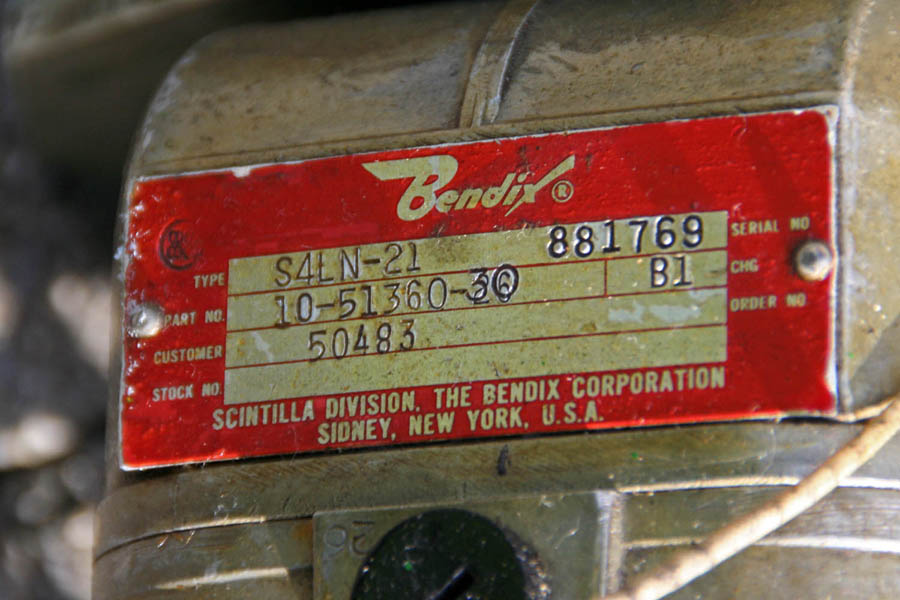 Bendix ®
TYPE S4LN-21 881769 SERIAL NO
PART NO. 10-51360- B1 CHG
CUSTOMER 50483 ORDER NO
STOCK NO.
SCINTILLA DIVISION, THE BENDIX CORPORATION
SIDNEY, NEW YORK, U.S.A.
26